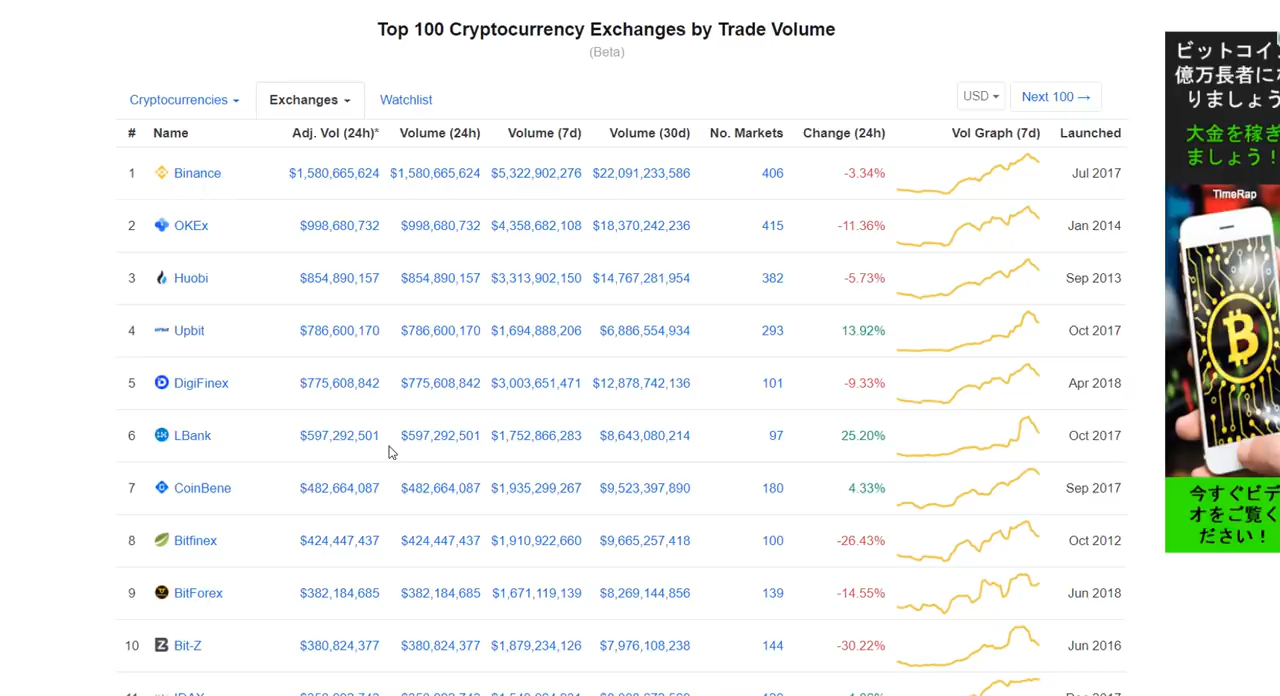 Top 100 Cryptocurrency Exchanges by Trade Volume
(Beta)
Cryptocurrencies Exchanges Watchlist USD Next 100 →
# Name Adj. Vol (24h)* Volume (24h) Volume (7d) Volume (30d) No. Markets Change (24h) Vol Graph (7d) Launched
1 Binance $1,580,665,624 $1,580,665,624 $5,322,902,276 $22,091,233,586 406 -3.34% Jul 2017
2 OKEx $998,680,732 $998,680,732 $4,358,682,108 $18,370,242,236 415 -11.36% Jan 2014
3 Huobi $854,890,157 $854,890,157 $3,313,902,150 $14,767,281,954 382 -5.73% Sep 2013
4 Upbit $786,600,170 $786,600,170 $1,694,888,206 $6,886,554,934 293 13.92% Oct 2017
5 DigiFinex $775,608,842 $775,608,842 $3,003,651,471 $12,878,742,136 101 -9.33% Apr 2018
6 LBank $597,292,501 $597,292,501 $1,752,866,283 $8,643,080,214 97 25.20% Oct 2017
7 CoinBene $482,664,087 $482,664,087 $1,935,299,267 $9,523,397,890 180 4.33% Sep 2017
8 Bitfinex $424,447,437 $424,447,437 $1,910,922,660 $9,665,257,418 100 -26.43% Oct 2012
9 BitForex $382,184,685 $382,184,685 $1,671,119,139 $8,269,144,856 139 -14.55% Jun 2018
10 Bit-Z $380,824,377 $380,824,377 $1,879,234,126 $7,976,108,238 144 -30.22% Jun 2016
ビットコイ
億万長者に
りましょう
大金を稼ぎ
ましょう！
TimeRap
今すぐビデ
オをご覧く
ださい！